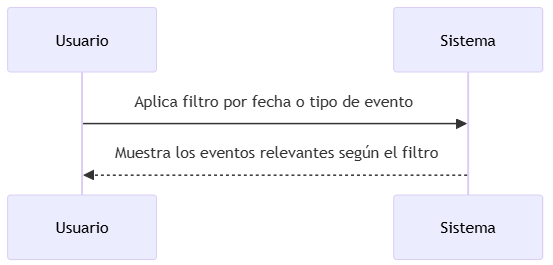 Usuario
Sistema
Aplica filtro por fecha o tipo de evento
Muestra los eventos relevantes según el filtro
Usuario
Sistema